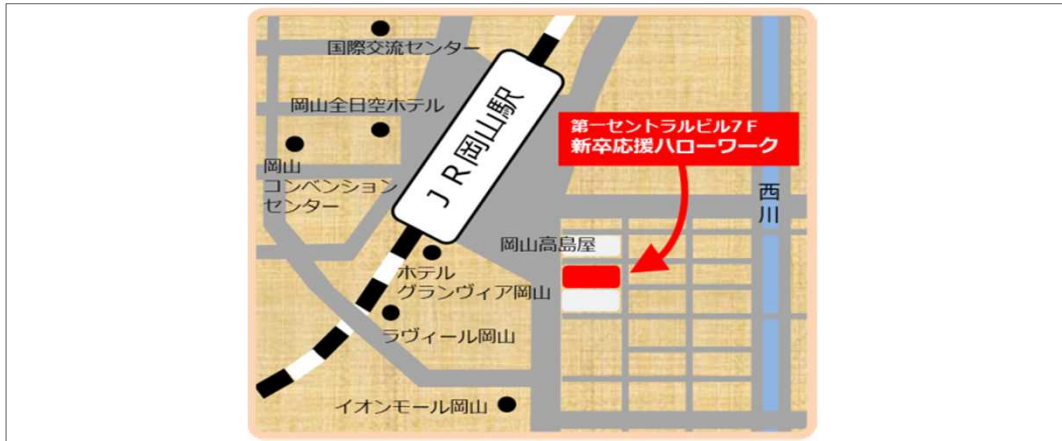 国際交流センター
岡山全日空ホテル
岡山
コンベンション
センター
ＪＲ岡山駅
第一セントラルビル7Ｆ
新卒応援ハローワーク
西川
岡山高島屋
ホテル
グランヴィア岡山
ラヴィール岡山
イオンモール岡山